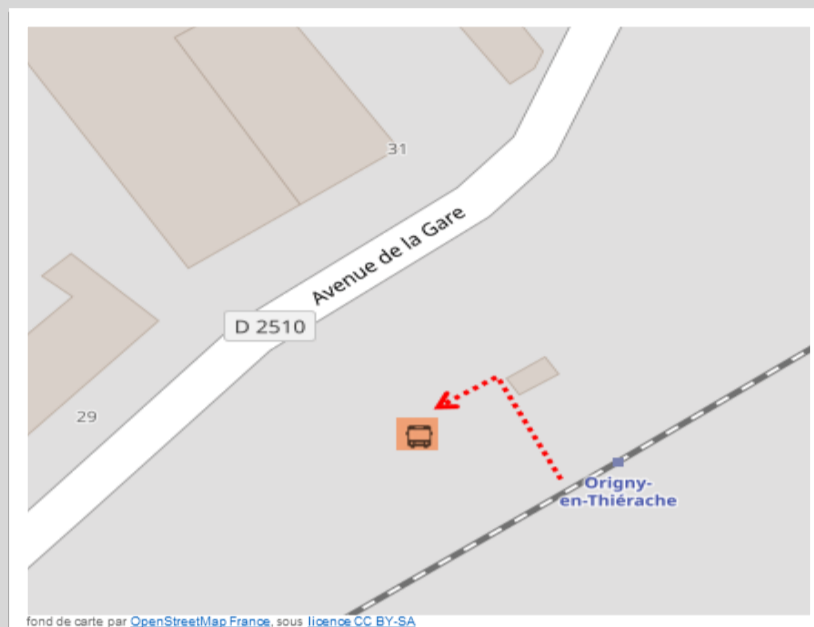 31
Avenue de la Gare
D 2510
29
Origny-
en-Thiérache
fond de carte par OpenStreetMap France, sous licence CC BY-SA